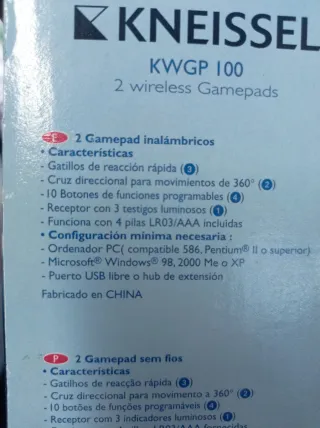 KNEISSEL
KWGP 100
2 wireless Gamepads
E 2 Gamepad inalámbricos
• Características
- Gatillos de reacción rápida (3)
- Cruz direccional para movimientos de 360° (2)
-10 Botones de funciones programables (4)
- Receptor con 3 testigos luminosos (1)
- Funciona con 4 pilas LR03/AAA incluidas
• Configuración mínima necesaria :
- Ordenador PC( compatible 586, Pentium® II o superior)
- Microsoft® Windows® 98, 2000 Me o XP
- Puerto USB libre o hub de extensión
Fabricado en CHINA
P 2 Gamepad sem fios
• Características
- Gatilhos de reacção rápida (3)
- Cruz direccional para movimento a 360° (2)
-10 botões de funções programáveis (4)
- Receptor com 3 indicadores luminosos (1)